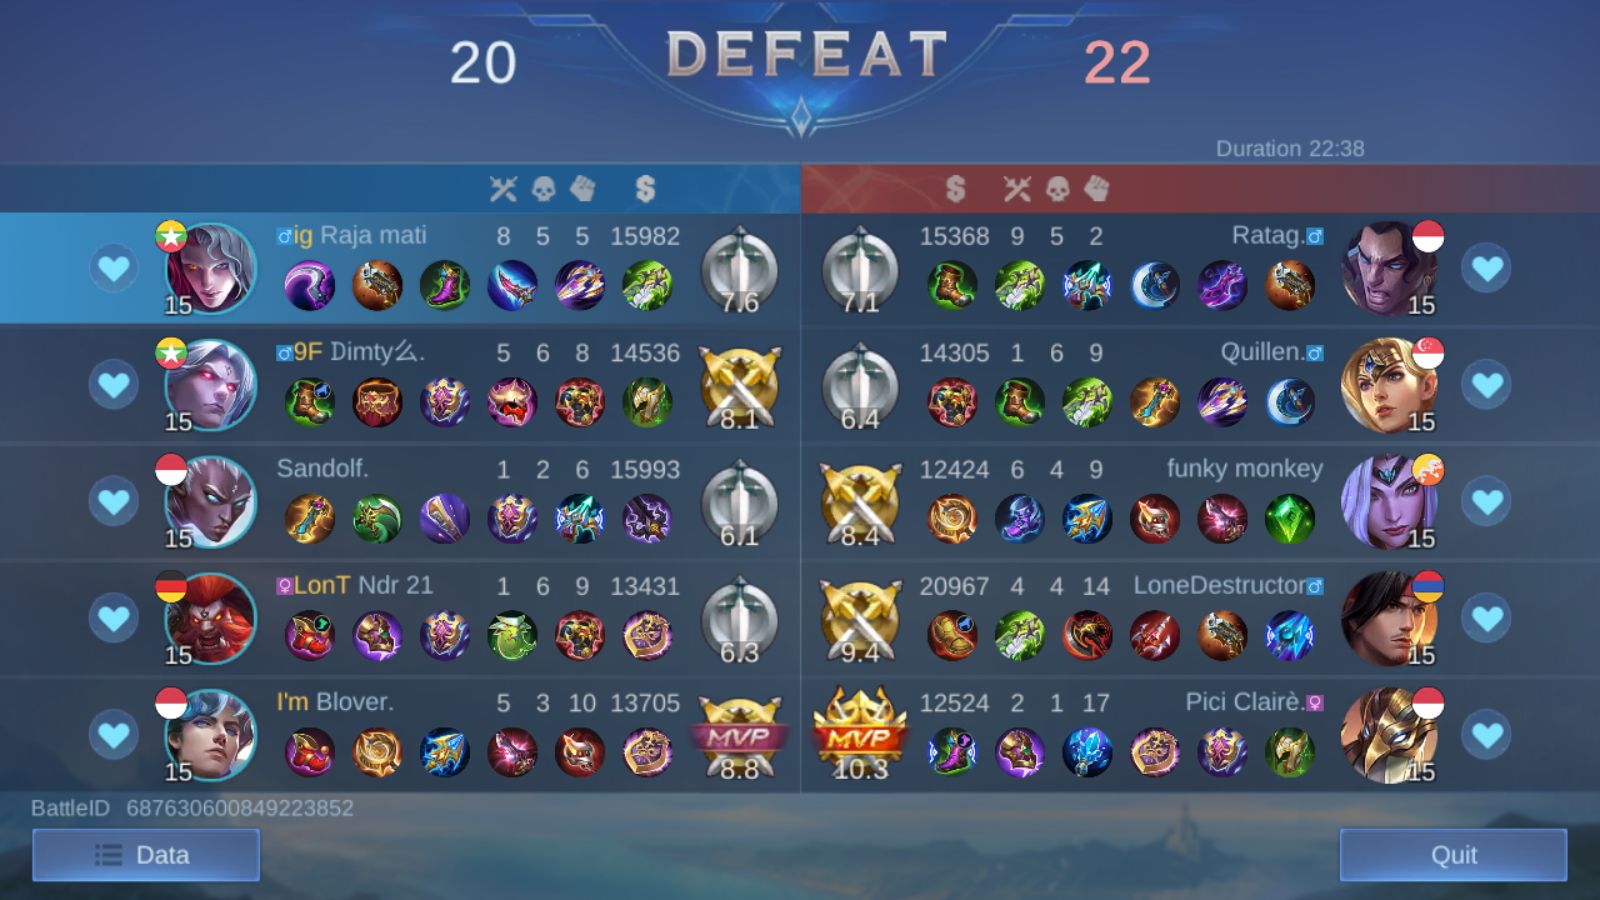 20 DEFEAT 22
Duration 22:38
ig Raja mati 8 5 5 15982 7.6 15
7.1 15368 9 5 2 Ratag. 15
9F Dimty么. 5 6 8 14536 8.1 15
6.4 14305 1 6 9 Quillen. 15
Sandolf. 1 2 6 15993 6.1 15
8.4 12424 6 4 9 funky monkey 15
LonT Ndr 21 1 6 9 13431 6.3 15
9.4 20967 4 4 14 LoneDestructor 15
I'm Blover. 5 3 10 13705 MVP 8.8 15
MVP 10.3 12524 2 1 17 Pici Clairè. 15
BattleID 687630600849223852
Data
Quit